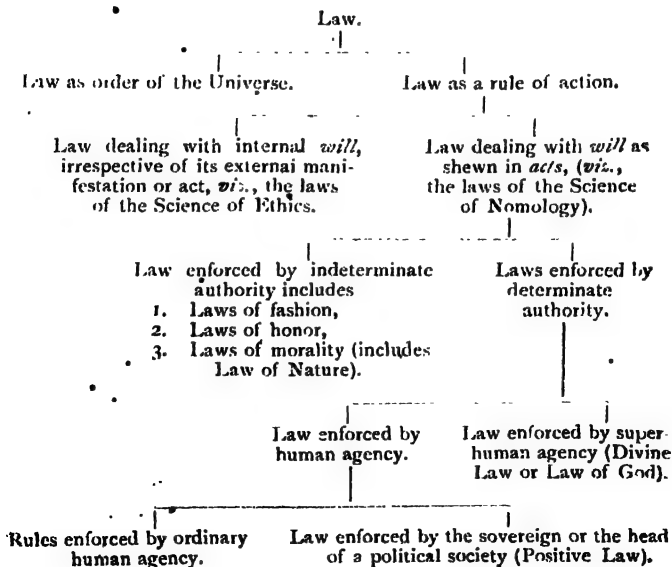 Law.
Law as order of the Universe.
Law as a rule of action.
Law dealing with internal will,
irrespective of its external mani-
festation or act, viz., the laws
of the Science of Ethics.
Law dealing with will as
shewn in acts, (viz.,
the laws of the Science
of Nomology).
Law enforced by indeterminate
authority includes
1. Laws of fashion,
2. Laws of honor,
3. Laws of morality (includes
Law of Nature).
Laws enforced by
determinate
authority.
Law enforced by
human agency.
Law enforced by super-
human agency (Divine
Law or Law of God).
Rules enforced by ordinary
human agency.
Law enforced by the sovereign or the head
of a political society (Positive Law).